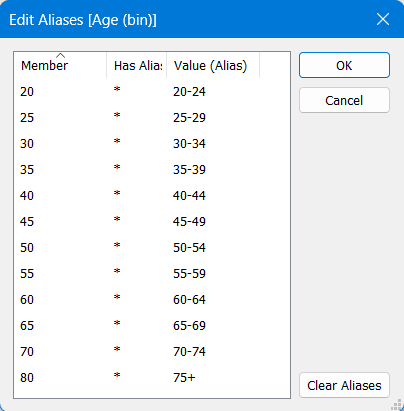 Edit Aliases [Age (bin)]
Member Has Alias Value (Alias)
20 * 20-24
25 * 25-29
30 * 30-34
35 * 35-39
40 * 40-44
45 * 45-49
50 * 50-54
55 * 55-59
60 * 60-64
65 * 65-69
70 * 70-74
80 * 75+
OK
Cancel
Clear Aliases